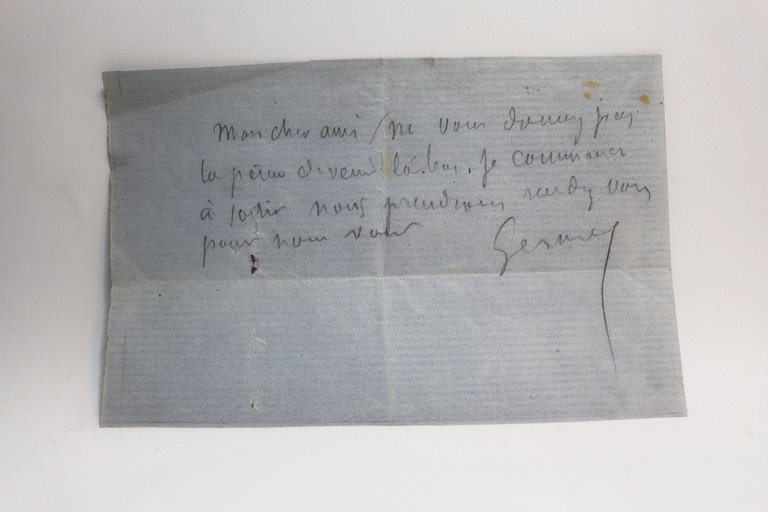 Mon cher ami ne vous donnez pas
la peine de venir là-bas. Je commence
à sortir nous prendrons rendez vous
pour nous voir